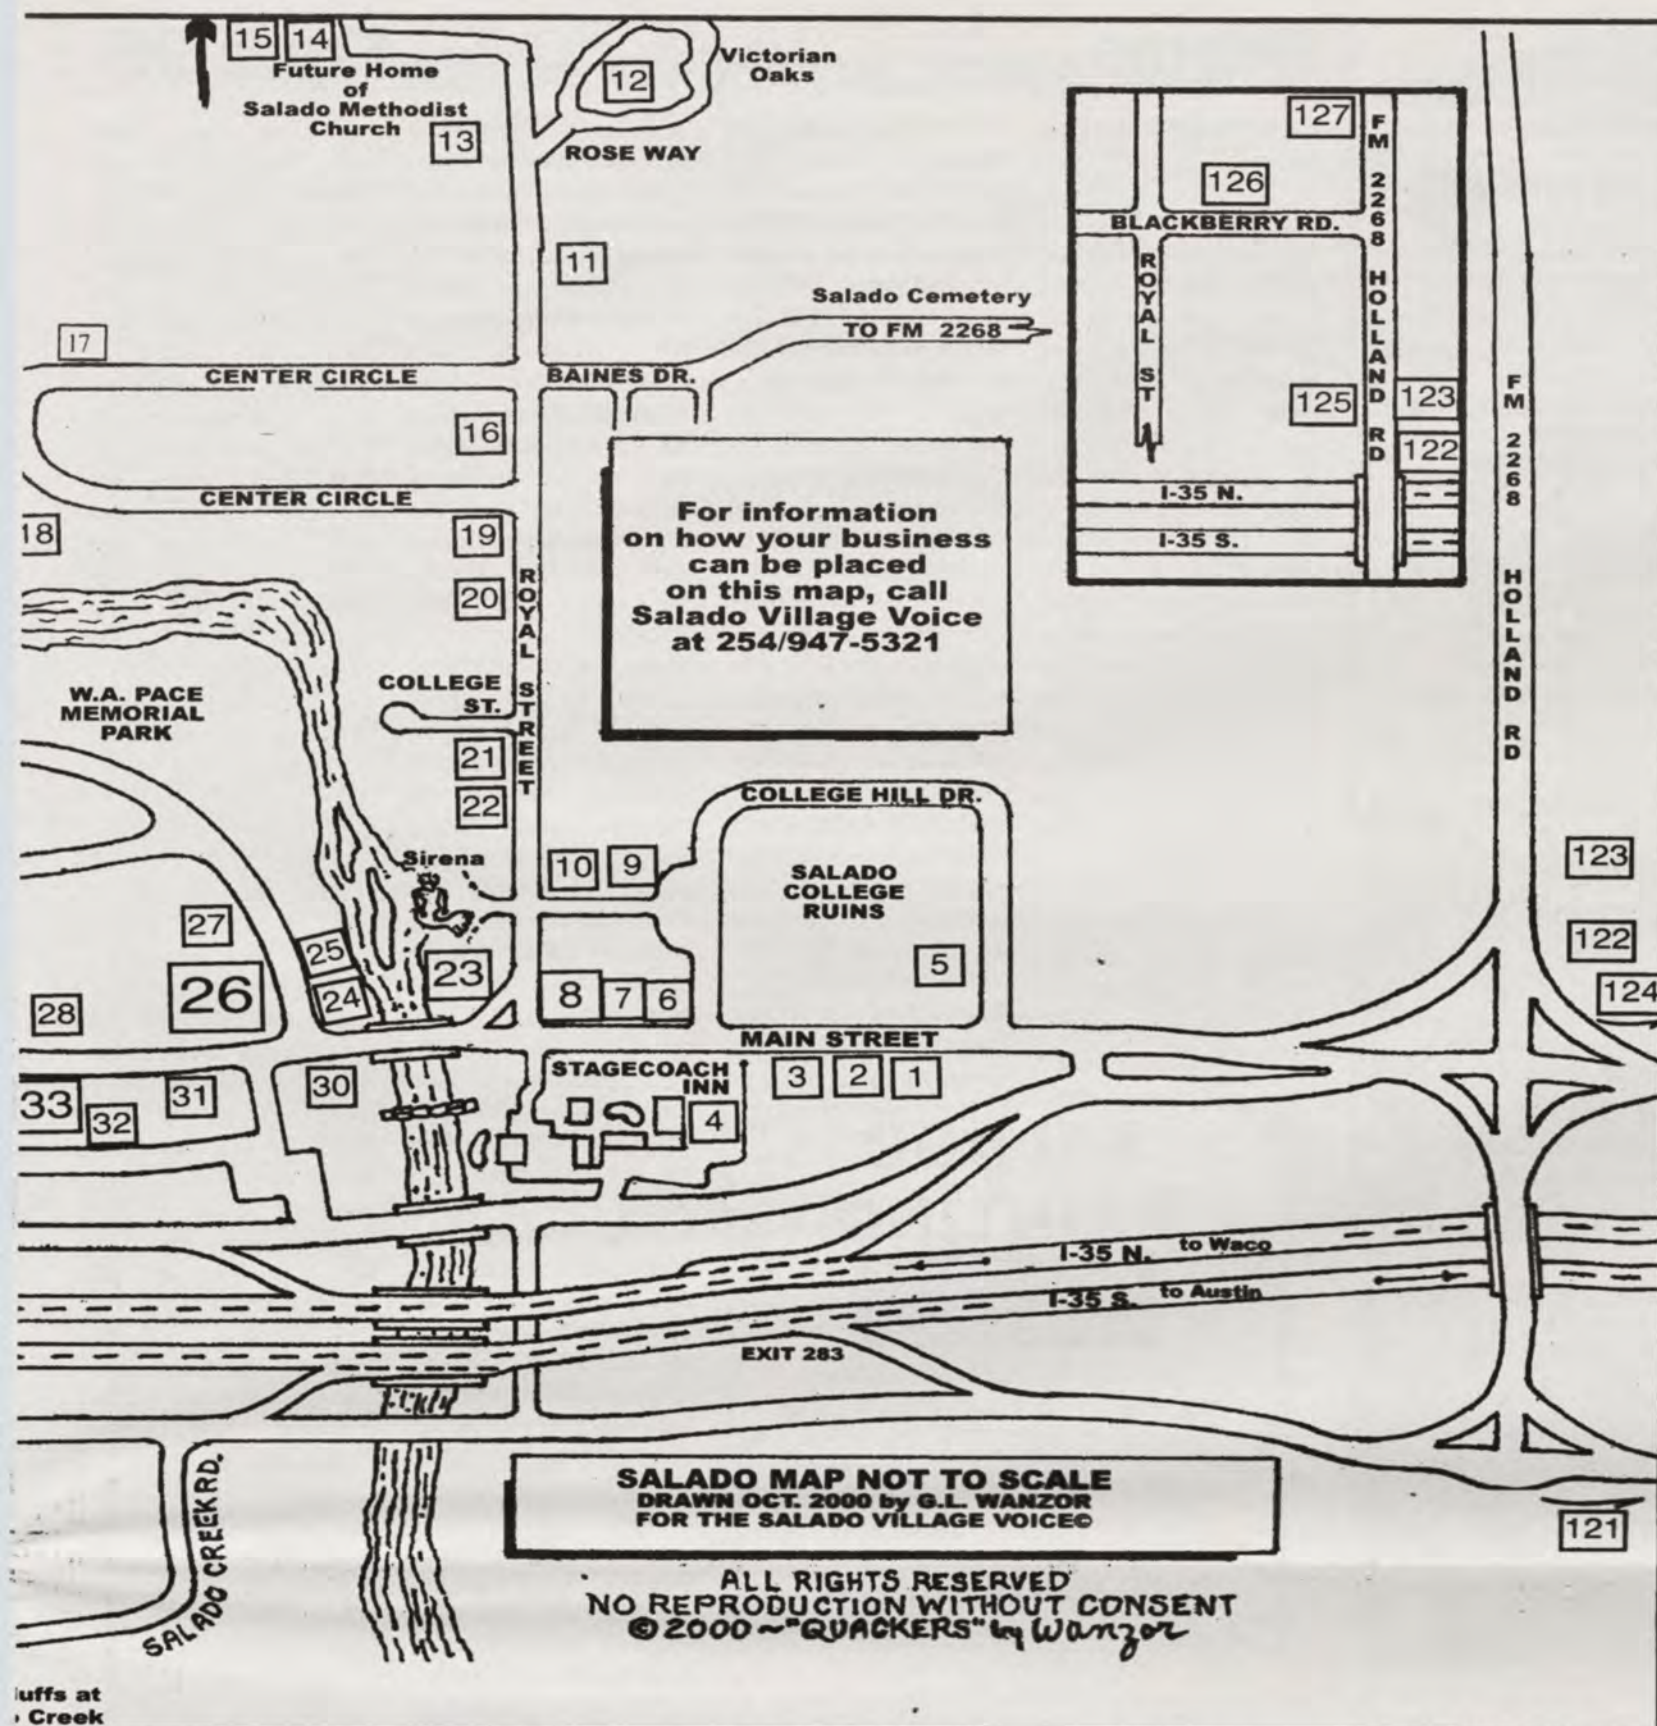 15
14
Future Home
of
Salado Methodist
Church
13
12
Victorian
Oaks
ROSE WAY
11
Salado Cemetery
TO FM 2268
17
CENTER CIRCLE
BAINES DR.
16
CENTER CIRCLE
18
19
20
ROYAL STREET
For information
on how your business
can be placed
on this map, call
Salado Village Voice
at 254/947-5321
127
126
BLACKBERRY RD.
ROYAL ST
FM 2268 HOLLAND RD
125
123
122
I-35 N.
I-35 S.
FM 2268 HOLLAND RD
W.A. PACE
MEMORIAL
PARK
COLLEGE
ST.
21
22
COLLEGE HILL DR.
Sirena
10
9
SALADO
COLLEGE
RUINS
5
123
122
124
27
25
24
26
28
23
8
7
6
MAIN STREET
STAGECOACH
INN
3
2
1
4
33
32
31
30
I-35 N. to Waco
I-35 S. to Austin
EXIT 283
SALADO CREEK RD.
SALADO MAP NOT TO SCALE
DRAWN OCT. 2000 by G.L. WANZOR
FOR THE SALADO VILLAGE VOICE©
121
ALL RIGHTS RESERVED
NO REPRODUCTION WITHOUT CONSENT
©2000~"QUACKERS" by Wanzor
uffs at
Creek